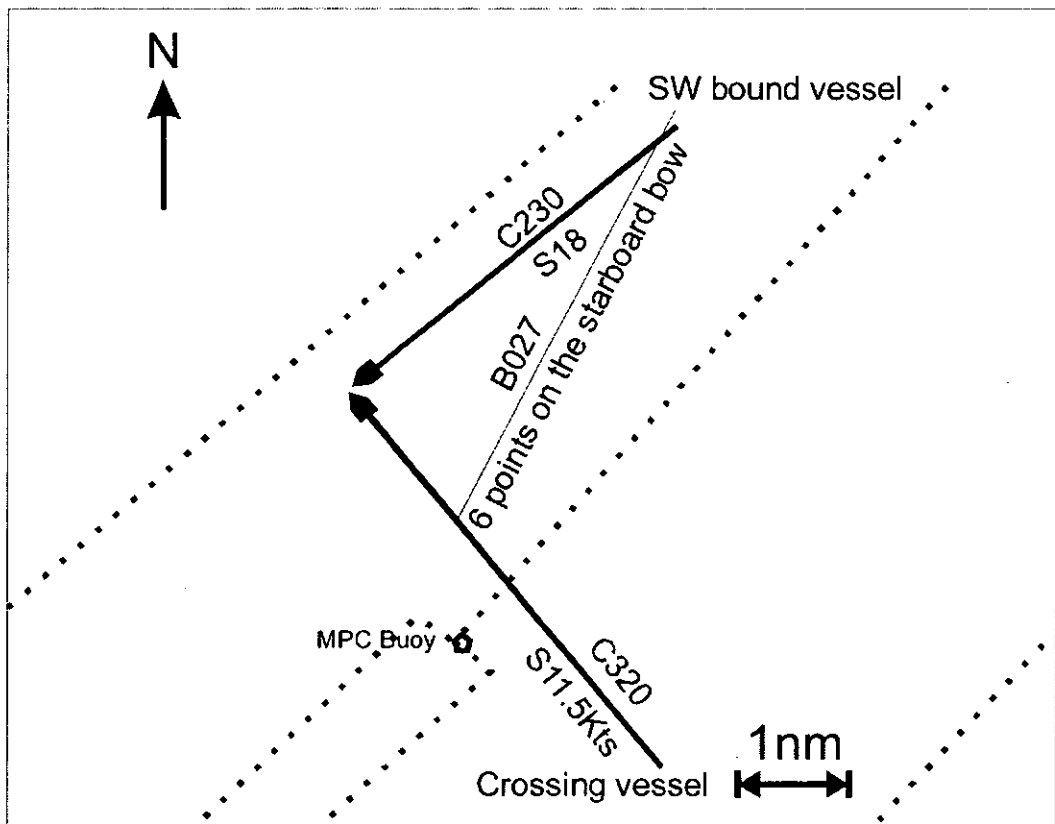 N
SW bound vessel
C230
S18
B027
6 points on the starboard bow
MPC Buoy
C320
S11.5Kts
1nm
Crossing vessel